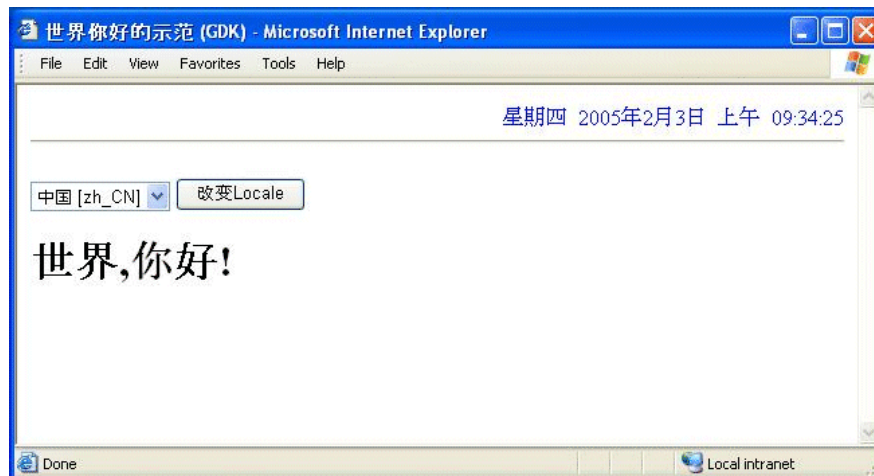 世界你好的示范 (GDK) - Microsoft Internet Explorer
File Edit View Favorites Tools Help
星期四 2005年2月3日 上午 09:34:25
中国 [zh_CN] 改变Locale
世界,你好!
Done Local intranet